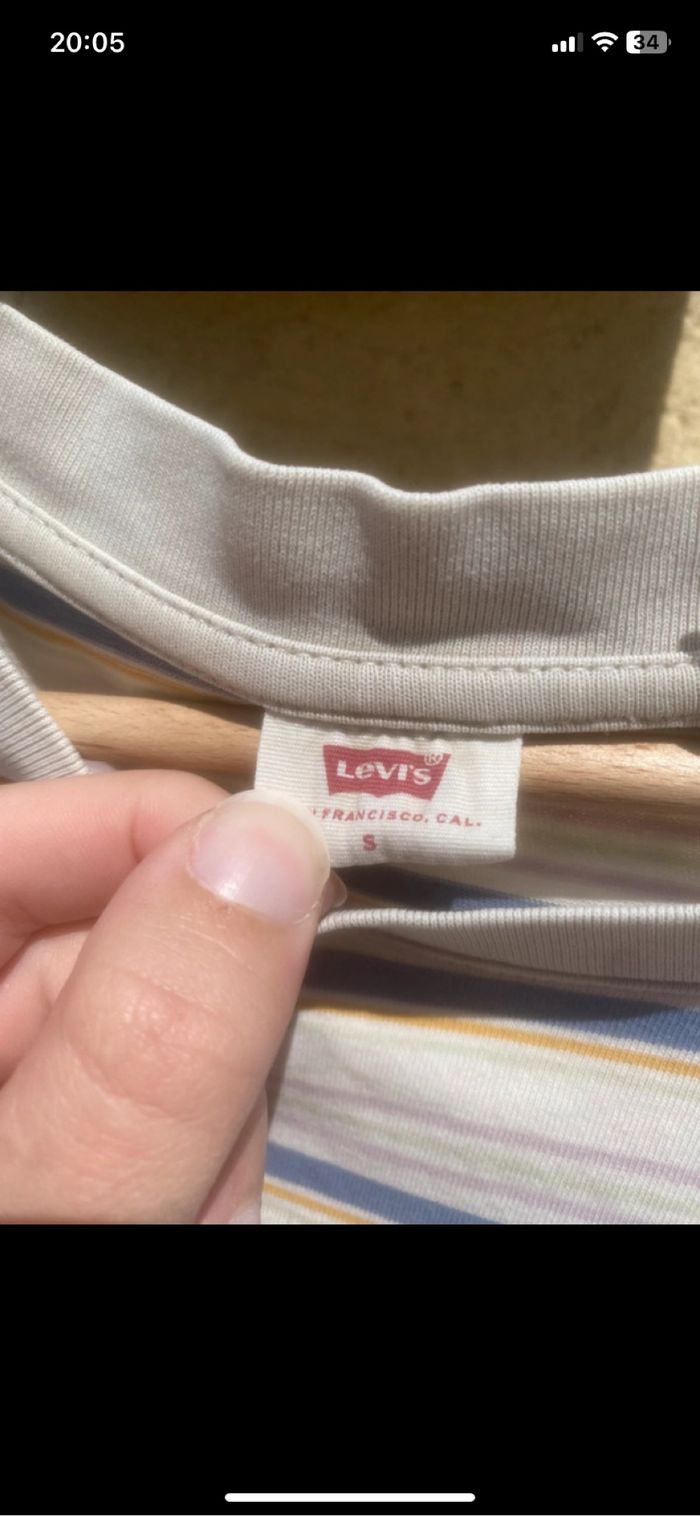 20:05
34
Levi's®
FRANCISCO, CAL.
S